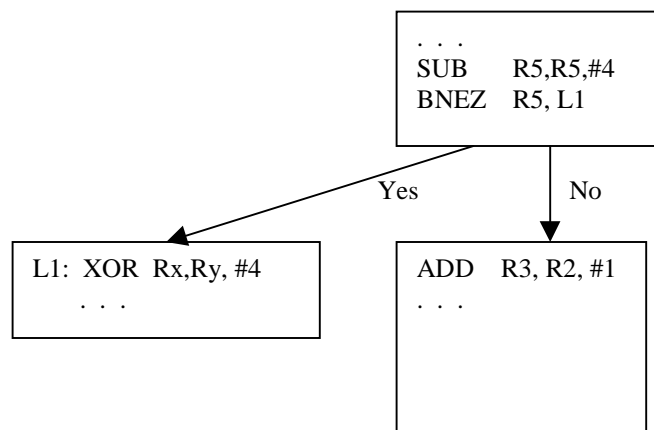 . . .
SUB R5,R5,#4
BNEZ R5, L1
Yes
No
L1: XOR Rx,Ry, #4
. . .
ADD R3, R2, #1
. . .